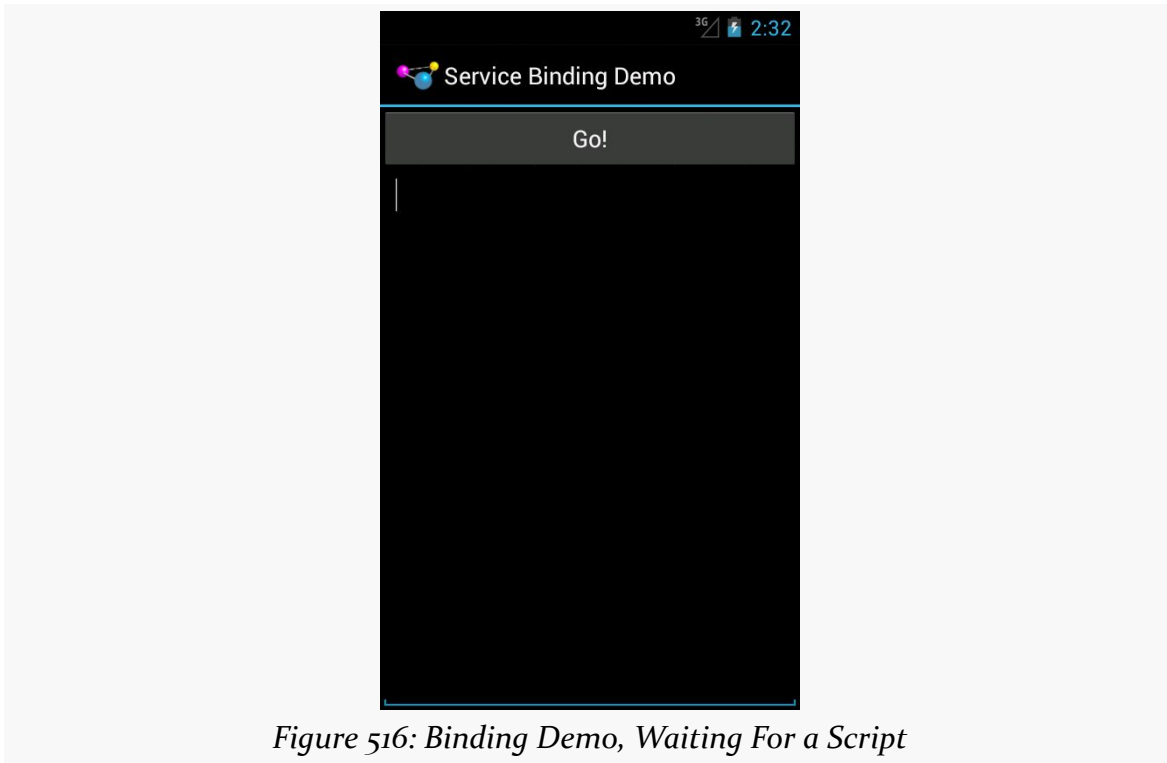 3G 2:32
Service Binding Demo
Go!
Figure 516: Binding Demo, Waiting For a Script